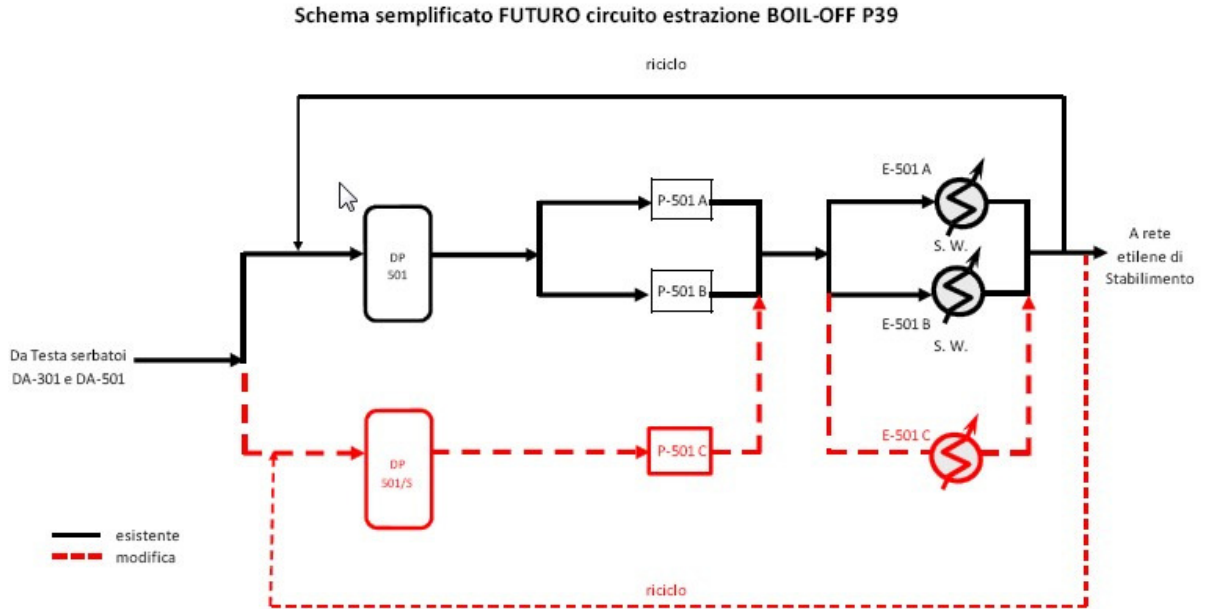 Schema semplificato FUTURO circuito estrazione BOIL-OFF P39
riciclo
E-501 A
P-501 A
S. W.
A rete
etilene di
Stabilimento
DP
501
P-501 B
E-501 B
S. W.
Da Testa serbatoi
DA-301 e DA-501
E-501 C
P-501 C
DP
501/S
esistente
modifica
riciclo